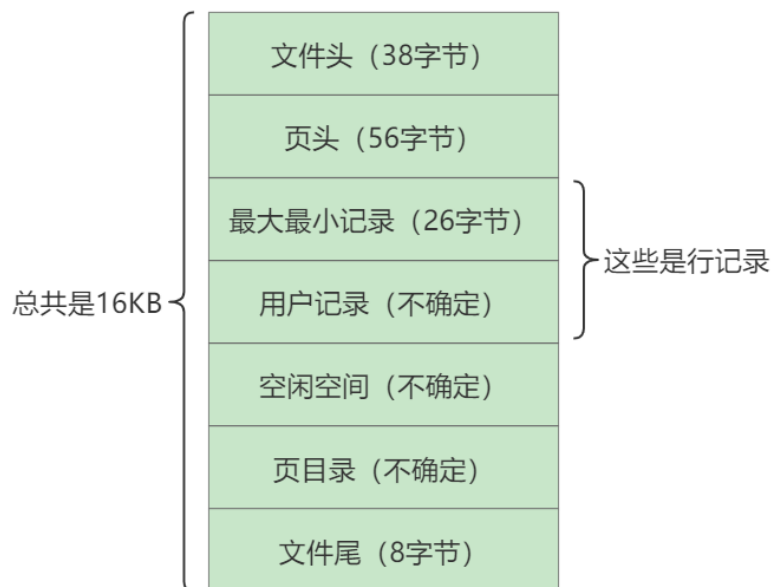 文件头（38字节）
页头（56字节）
最大最小记录（26字节）
这些是行记录
总共是16KB
用户记录（不确定）
空闲空间（不确定）
页目录（不确定）
文件尾（8字节）